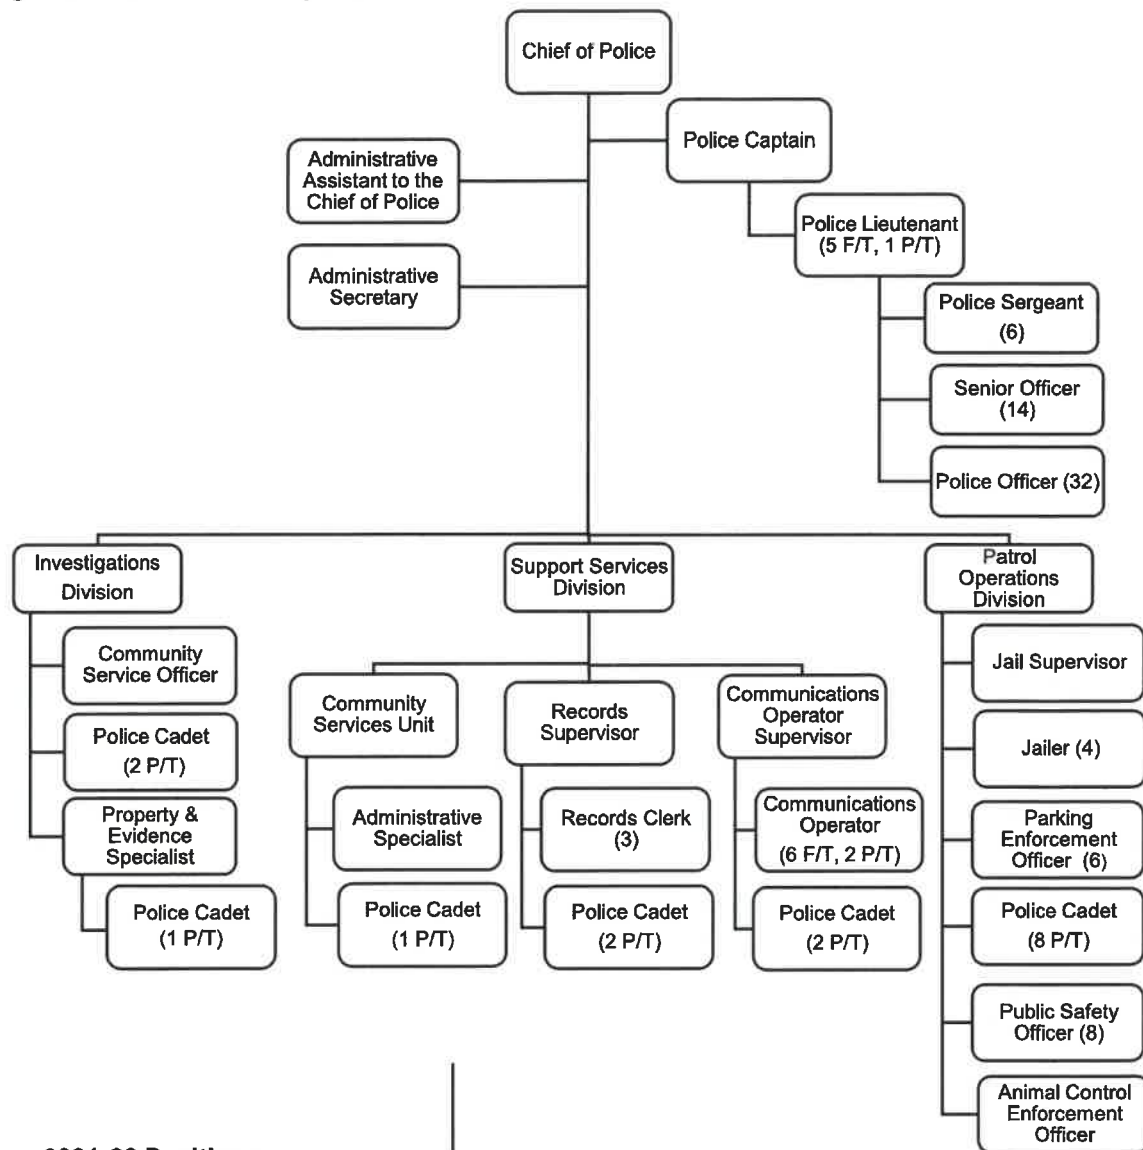 Chief of Police
Police Captain
Administrative
Assistant to the
Chief of Police
Police Lieutenant
(5 F/T, 1 P/T)
Administrative
Secretary
Police Sergeant
(6)
Senior Officer
(14)
Police Officer (32)
Investigations
Division
Support Services
Division
Patrol
Operations
Division
Community
Service Officer
Police Cadet
(2 P/T)
Property &
Evidence
Specialist
Police Cadet
(1 P/T)
Community
Services Unit
Administrative
Specialist
Police Cadet
(1 P/T)
Records
Supervisor
Records Clerk
(3)
Police Cadet
(2 P/T)
Communications
Operator
Supervisor
Communications
Operator
(6 F/T, 2 P/T)
Police Cadet
(2 P/T)
Jail Supervisor
Jailer (4)
Parking
Enforcement
Officer (6)
Police Cadet
(8 P/T)
Public Safety
Officer (8)
Animal Control
Enforcement
Officer